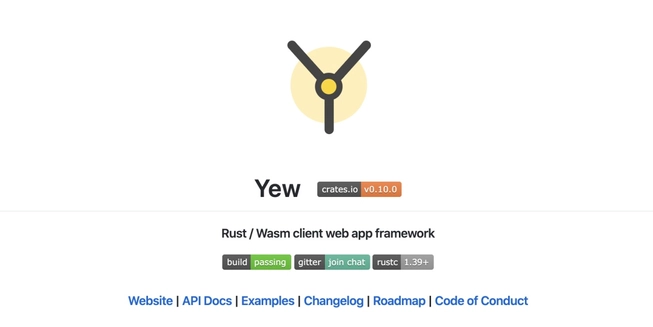 Yew crates.io v0.10.0
Rust / Wasm client web app framework
build passing gitter join chat rustc 1.39+
Website | API Docs | Examples | Changelog | Roadmap | Code of Conduct